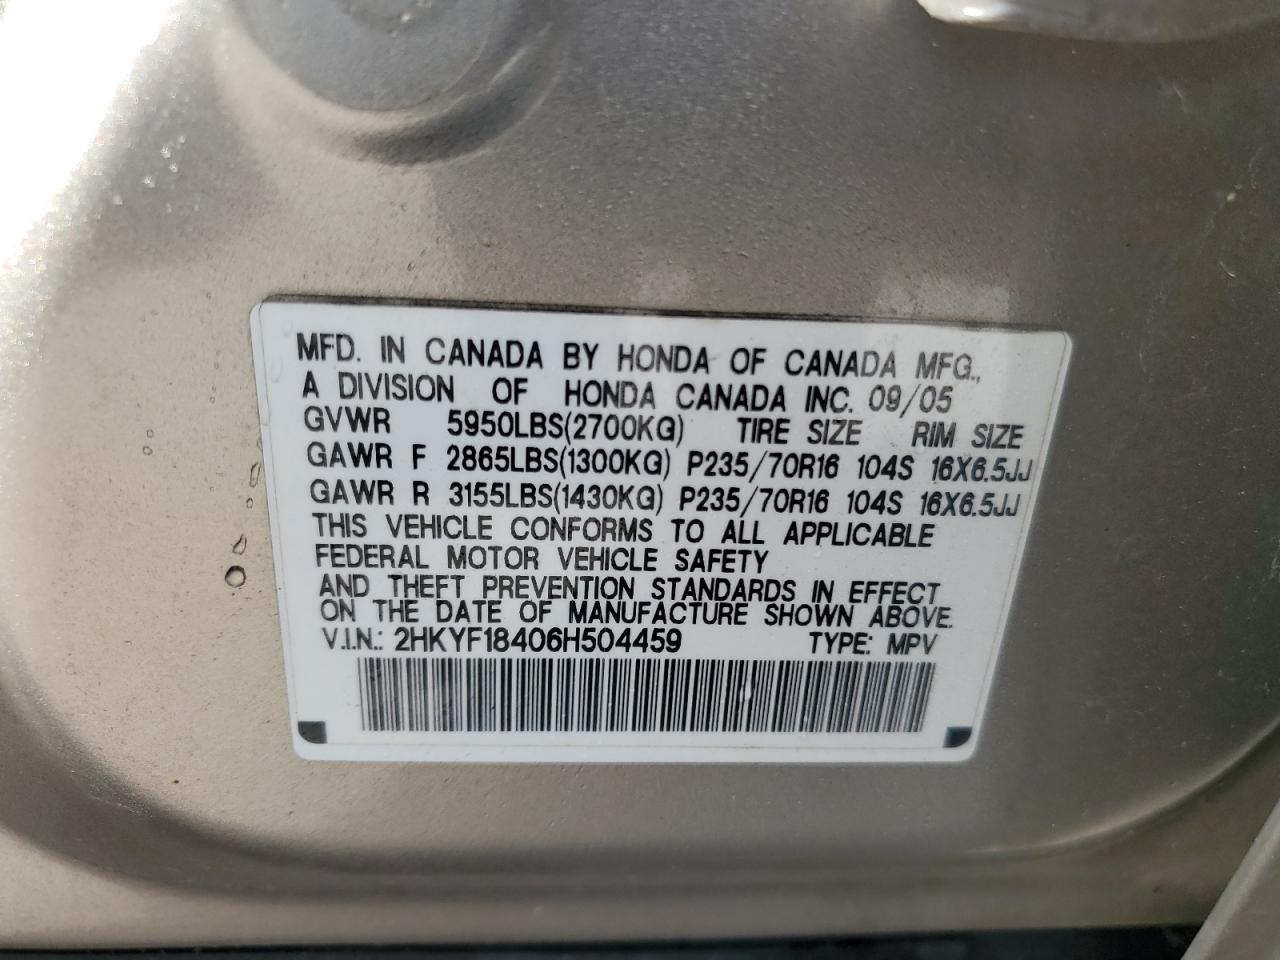 MFD. IN CANADA BY HONDA OF CANADA MFG.,
A DIVISION OF HONDA CANADA INC. 09/05
GVWR 5950LBS(2700KG) TIRE SIZE RIM SIZE
GAWR F 2865LBS(1300KG) P235/70R16 104S 16X6.5JJ
GAWR R 3155LBS(1430KG) P235/70R16 104S 16X6.5JJ
THIS VEHICLE CONFORMS TO ALL APPLICABLE
FEDERAL MOTOR VEHICLE SAFETY
AND THEFT PREVENTION STANDARDS IN EFFECT
ON THE DATE OF MANUFACTURE SHOWN ABOVE.
V.I.N.: 2HKYF18406H504459 TYPE: MPV